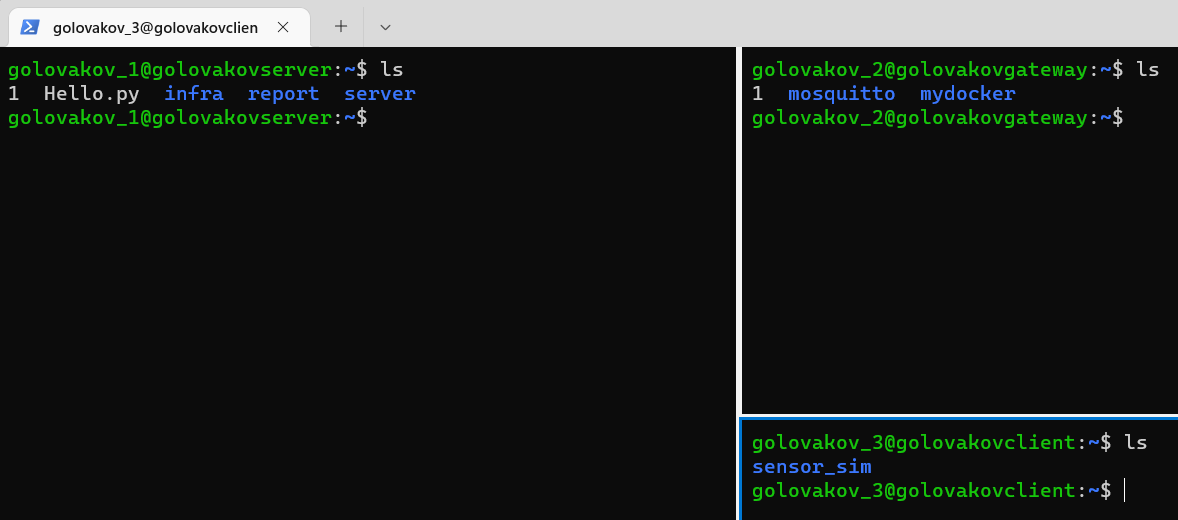 golovakov_3@golovakovclien
golovakov_1@golovakovserver:~$ ls
1  Hello.py  infra  report  server
golovakov_1@golovakovserver:~$
golovakov_2@golovakovgateway:~$ ls
1  mosquitto  mydocker
golovakov_2@golovakovgateway:~$
golovakov_3@golovakovclient:~$ ls
sensor_sim
golovakov_3@golovakovclient:~$